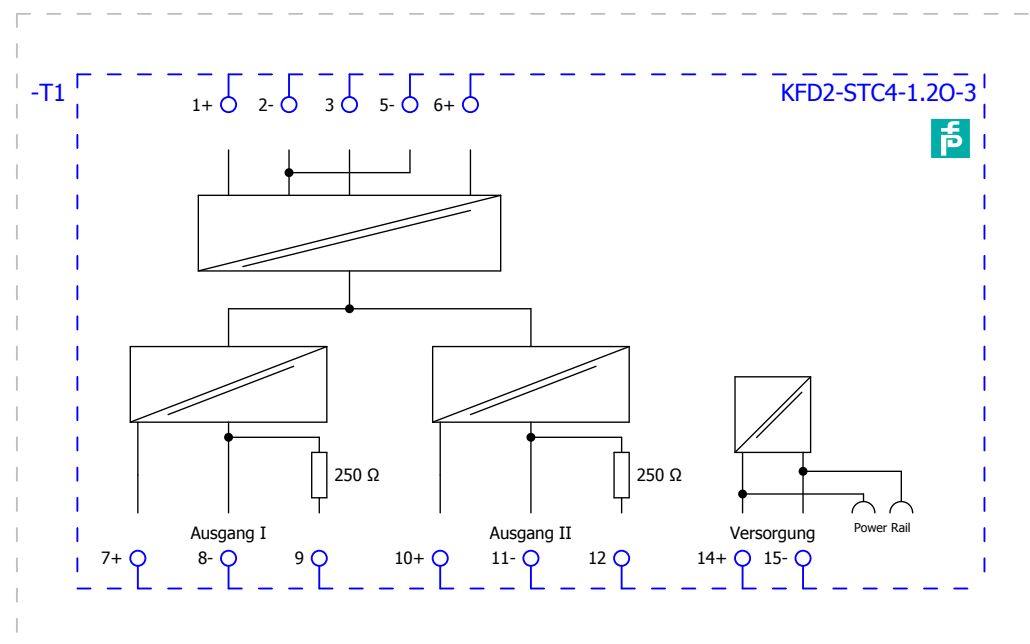 -T1
KFD2-STC4-1.2O-3
1+ 2- 3 5- 6+
250 Ω 250 Ω
Ausgang I Ausgang II Versorgung Power Rail
7+ 8- 9 10+ 11- 12 14+ 15-